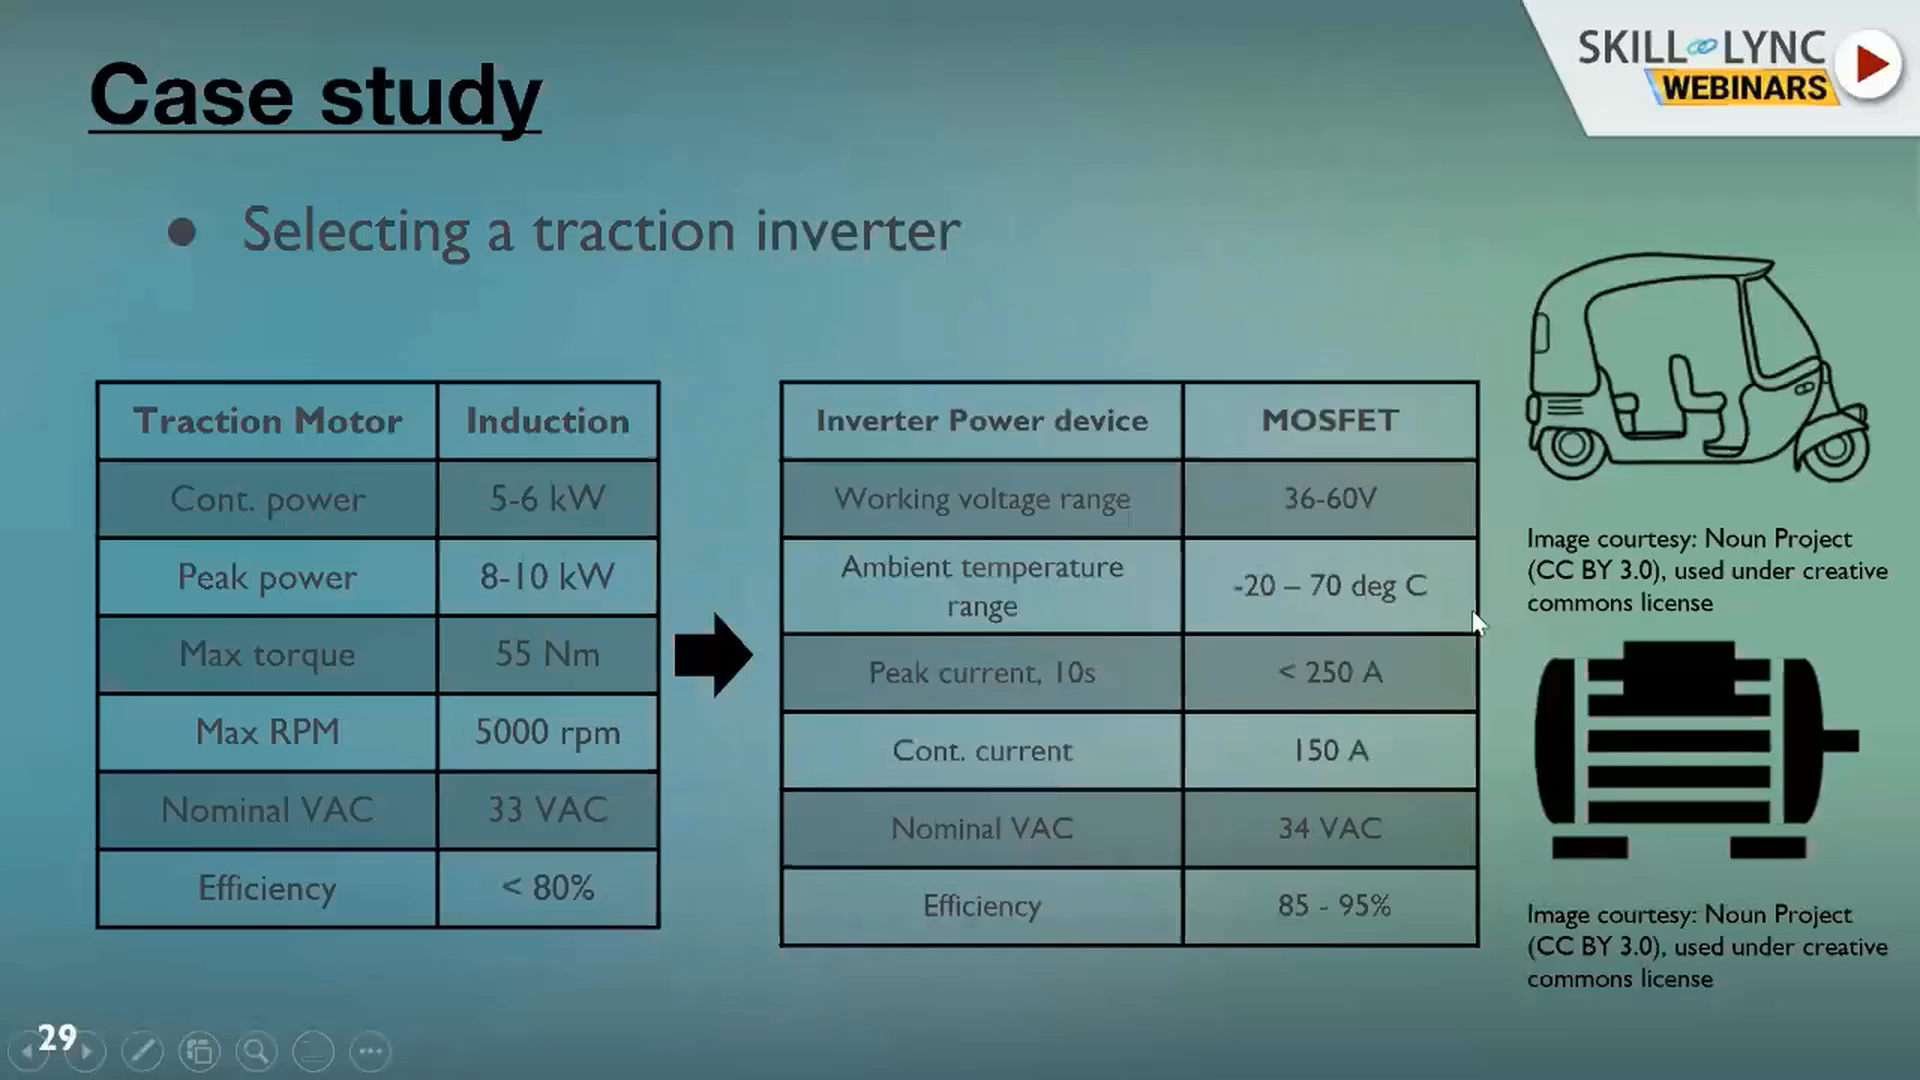 SKILL LYNC
WEBINARS
Case study
● Selecting a traction inverter
Traction Motor Induction
Cont. power 5-6 kW
Peak power 8-10 kW
Max torque 55 Nm
Max RPM 5000 rpm
Nominal VAC 33 VAC
Efficiency < 80%
Inverter Power device MOSFET
Working voltage range 36-60V
Ambient temperature
range -20 – 70 deg C
Peak current, 10s < 250 A
Cont. current 150 A
Nominal VAC 34 VAC
Efficiency 85 - 95%
Image courtesy: Noun Project
(CC BY 3.0), used under creative
commons license
Image courtesy: Noun Project
(CC BY 3.0), used under creative
commons license
29